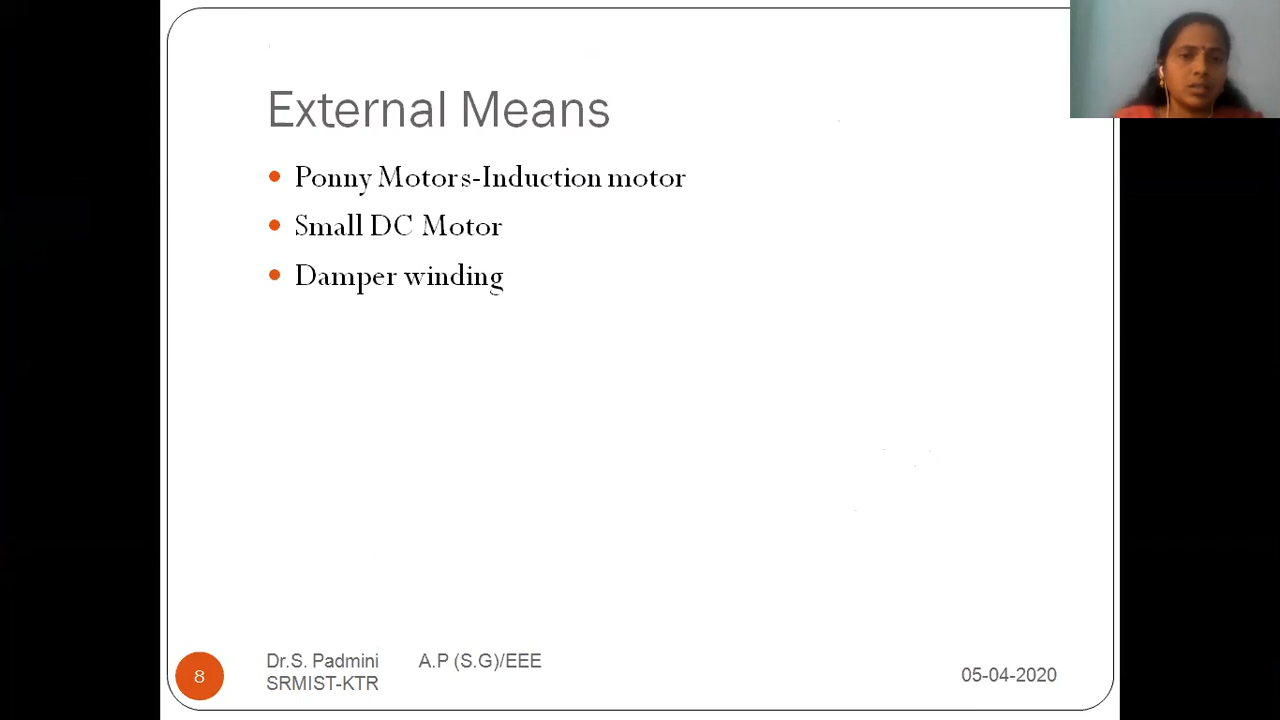 External Means
Ponny Motors-Induction motor
Small DC Motor
Damper winding
Dr.S. Padmini A.P (S.G)/EEE
SRMIST-KTR
8
05-04-2020